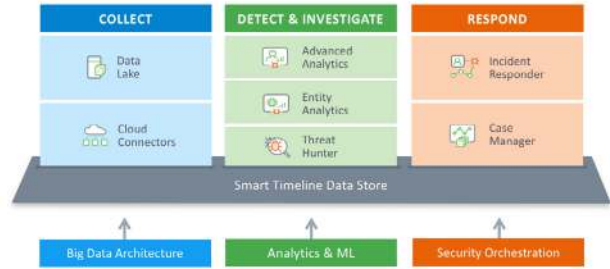 COLLECT
DETECT & INVESTIGATE
RESPOND
Data
Lake
Cloud
Connectors
Advanced
Analytics
Entity
Analytics
Threat
Hunter
Incident
Responder
Case
Manager
Smart Timeline Data Store
Big Data Architecture
Analytics & ML
Security Orchestration